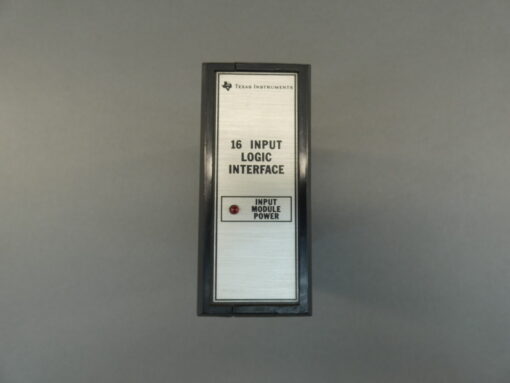 Texas Instruments
16 INPUT
LOGIC
INTERFACE
INPUT
MODULE
POWER